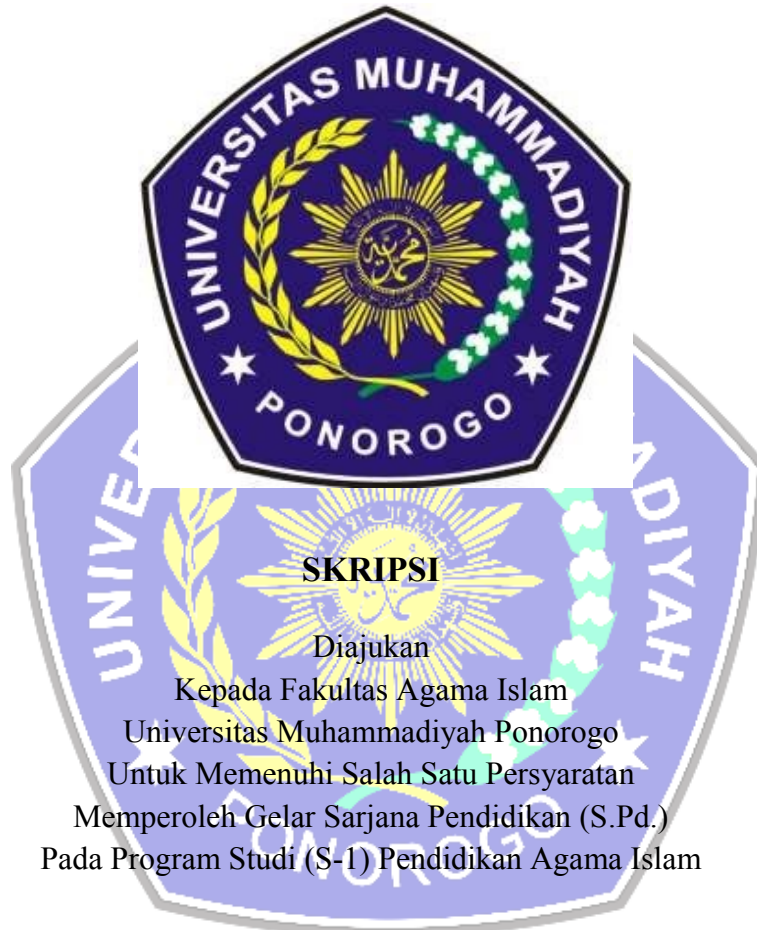 UNIVERSITAS MUHAMMADIYAH
محمدية
PONOROGO
SKRIPSI
Diajukan
Kepada Fakultas Agama Islam
Universitas Muhammadiyah Ponorogo
Untuk Memenuhi Salah Satu Persyaratan
Memperoleh Gelar Sarjana Pendidikan (S.Pd.)
Pada Program Studi (S-1) Pendidikan Agama Islam